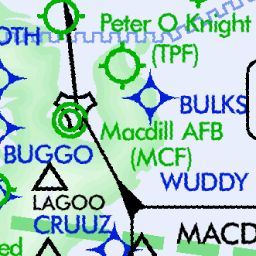 Peter O Knight
(TPF)
OTH
BULKS
Macdill AFB
(MCF)
BUGGO
WUDDY
LAGOO
CRUUZ
MACD
ed